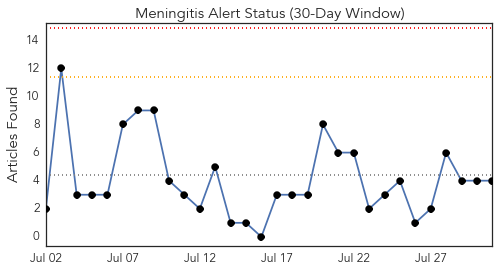 Meningitis Alert Status (30-Day Window)
Articles Found
14
12
10
8
6
4
2
0
Jul 02
Jul 07
Jul 12
Jul 17
Jul 22
Jul 27